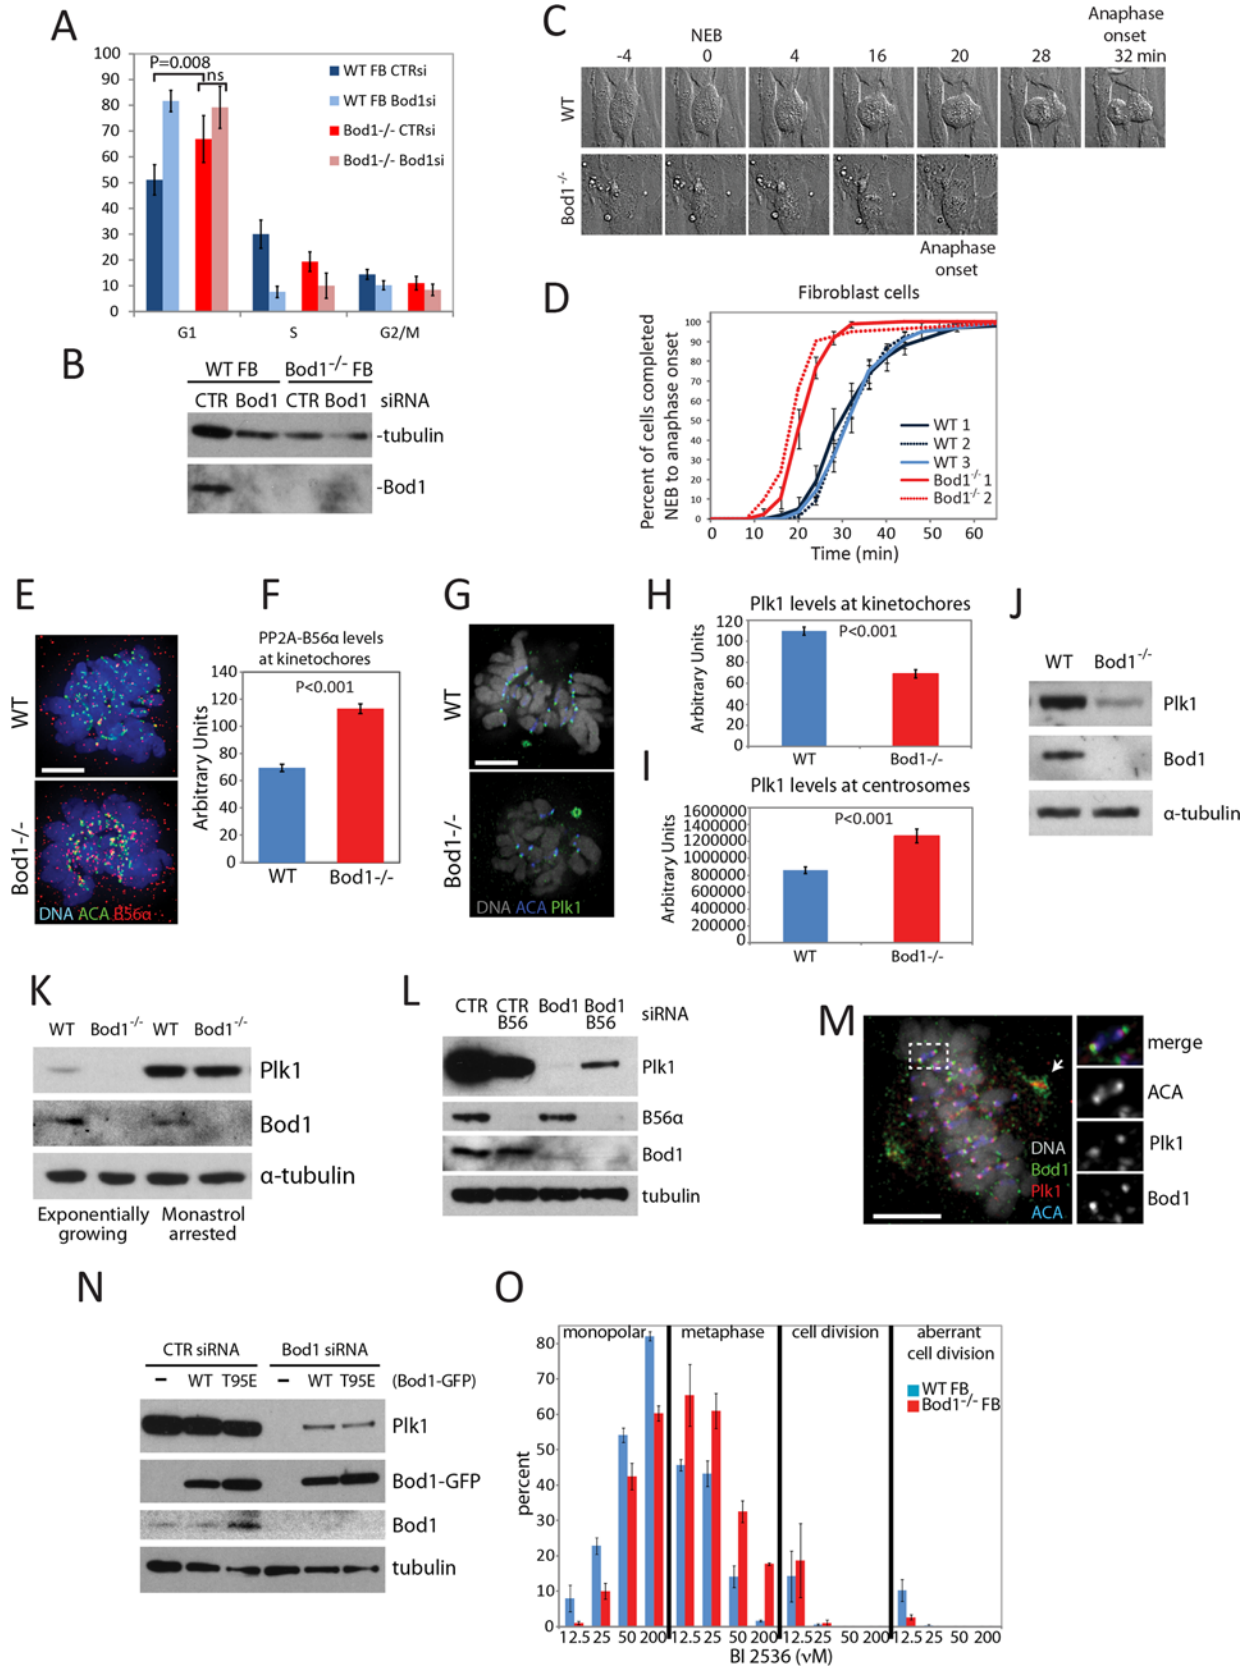 A
100
90
80
70
60
50
40
30
20
10
0
P=0.008
ns
WT FB CTRsi
WT FB Bod1si
Bod1-/- CTRsi
Bod1-/- Bod1si
G1 S G2/M
B
WT FB Bod1-/- FB
CTR Bod1 CTR Bod1 siRNA
-tubulin
-Bod1
C
NEB
Anaphase
onset
-4 0 4 16 20 28 32 min
WT
Bod1-/-
Anaphase
onset
D
Fibroblast cells
Percent of cells completed
NEB to anaphase onset
100
90
80
70
60
50
40
30
20
10
0
WT 1
WT 2
WT 3
Bod1-/- 1
Bod1-/- 2
0 10 20 30 40 50 60
Time (min)
E
WT
Bod1-/-
DNA ACA B56α
F
PP2A-B56α levels
at kinetochores
P<0.001
Arbitrary Units
140
120
100
80
60
40
20
0
WT Bod1-/-
G
WT
Bod1-/-
DNA ACA Plk1
H
Plk1 levels at kinetochores
P<0.001
Arbitrary Units
120
100
80
60
40
20
0
WT Bod1-/-
I
Plk1 levels at centrosomes
P<0.001
Arbitrary Units
1600000
1400000
1200000
1000000
800000
600000
400000
200000
0
WT Bod1-/-
J
WT Bod1-/-
Plk1
Bod1
α-tubulin
K
WT Bod1-/- WT Bod1-/-
Plk1
Bod1
α-tubulin
Exponentially
growing
Monastrol
arrested
L
CTR CTR B56 Bod1 Bod1 B56 siRNA
Plk1
B56α
Bod1
tubulin
M
DNA
Bod1
Plk1
ACA
merge
ACA
Plk1
Bod1
N
CTR siRNA Bod1 siRNA
– WT T95E – WT T95E (Bod1-GFP)
Plk1
Bod1-GFP
Bod1
tubulin
O
monopolar metaphase cell division aberrant
cell division
WT FB
Bod1-/- FB
percent
80
70
60
50
40
30
20
10
0
12.5 25 50 200 12.5 25 50 200 12.5 25 50 200 12.5 25 50 200
BI 2536 (νM)